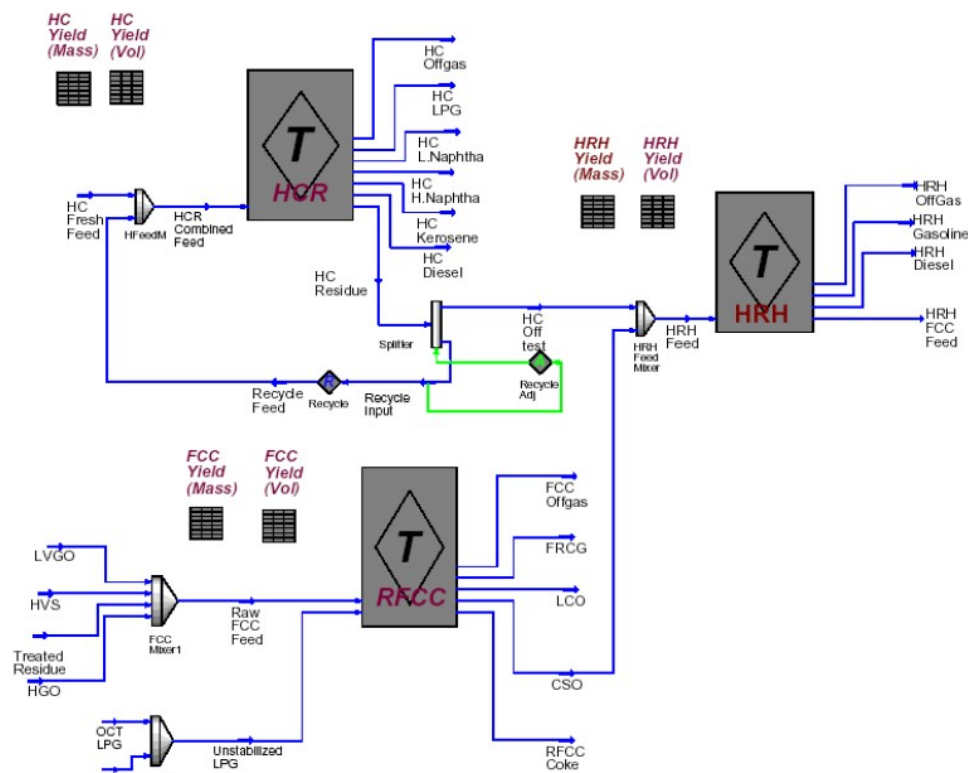 HC
Yield
(Mass)
HC
Yield
(Vol)
HC
Offgas
HC
LPG
HC
L.Naphtha
HC
H.Naphtha
HC
Kerosene
HC
Diesel
T
HCR
HC
Fresh
Feed
HFeedM
HCR
Combined
Feed
HC
Residue
Splifter
HC
Off
test
A
Recycle
Adj
Recycle
Feed
R
Recycle
Recycle
Input
HRH
Yield
(Mass)
HRH
Yield
(Vol)
T
HRH
HRH
OffGas
HRH
Gasoline
HRH
Diesel
HRH
FCC
Feed
HRH
Feed
Mixer
HRH
Feed
FCC
Yield
(Mass)
FCC
Yield
(Vol)
T
RFCC
FCC
Offgas
FRCG
LCO
CSO
RFCC
Coke
LVGO
HVS
Treated
Residue
HGO
FCC
Mixer1
Raw
FCC
Feed
OCT
LPG
Unstabilized
LPG